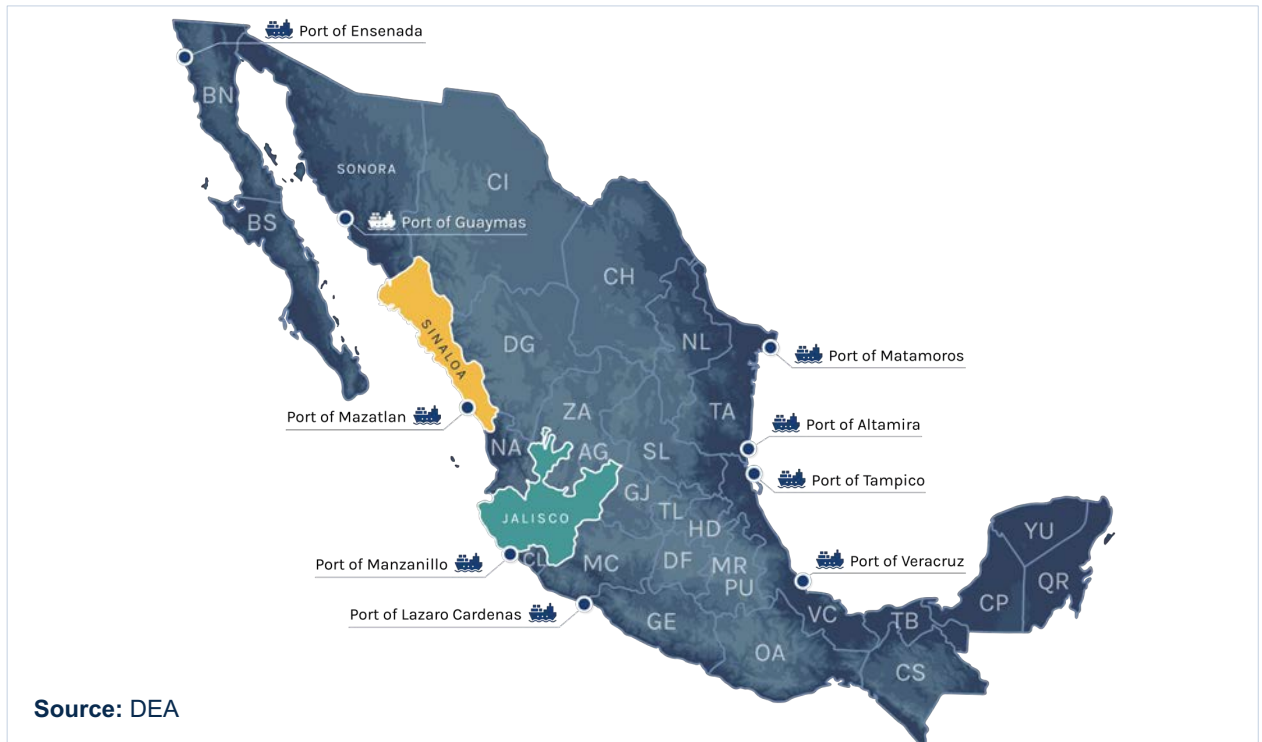 Port of Ensenada
BN
SONORA
CI
BS
Port of Guaymas
CH
SINALOA
DG
NL
Port of Matamoros
Port of Mazatlan
ZA
TA
Port of Altamira
NA
AG
SL
Port of Tampico
GJ
JALISCO
TL
HD
YU
Port of Manzanillo
CL
MC
DF
MR
PU
Port of Veracruz
QR
CP
Port of Lazaro Cardenas
GE
VC
TB
OA
CS
Source: DEA